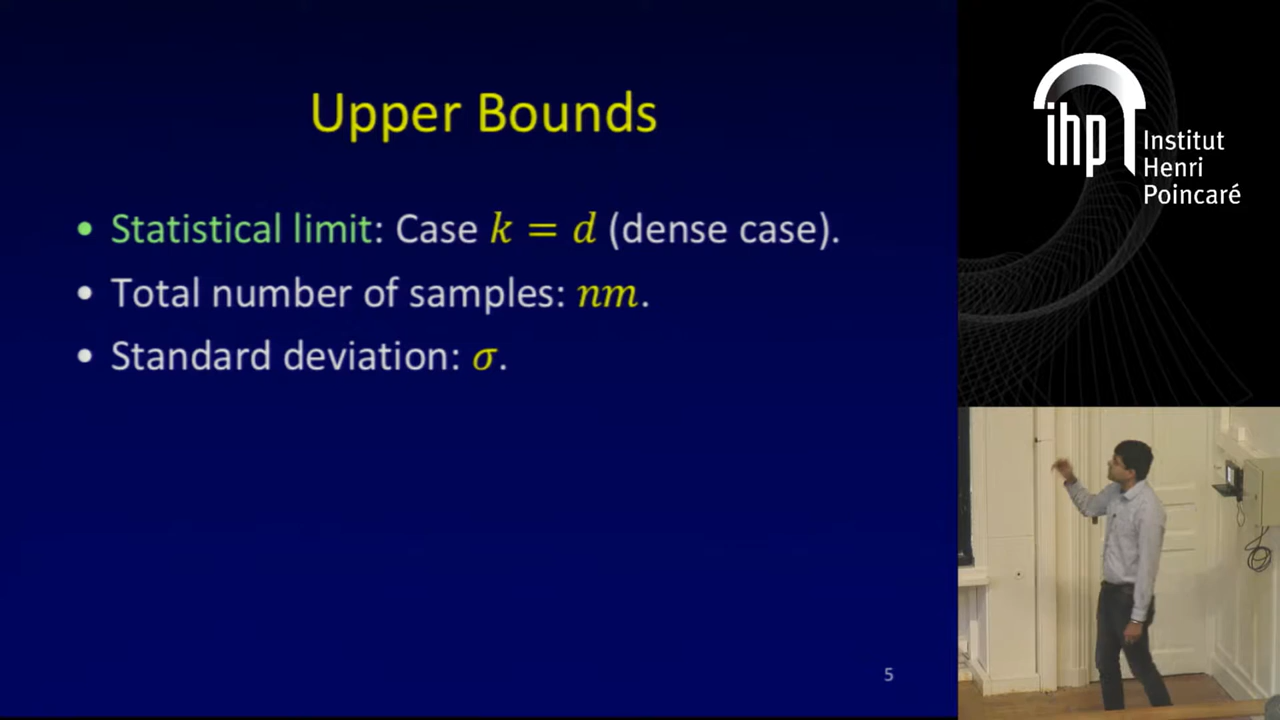 Upper Bounds
• Statistical limit: Case k = d (dense case).
• Total number of samples: nm.
• Standard deviation: σ.
5
ihp
Institut
Henri
Poincaré